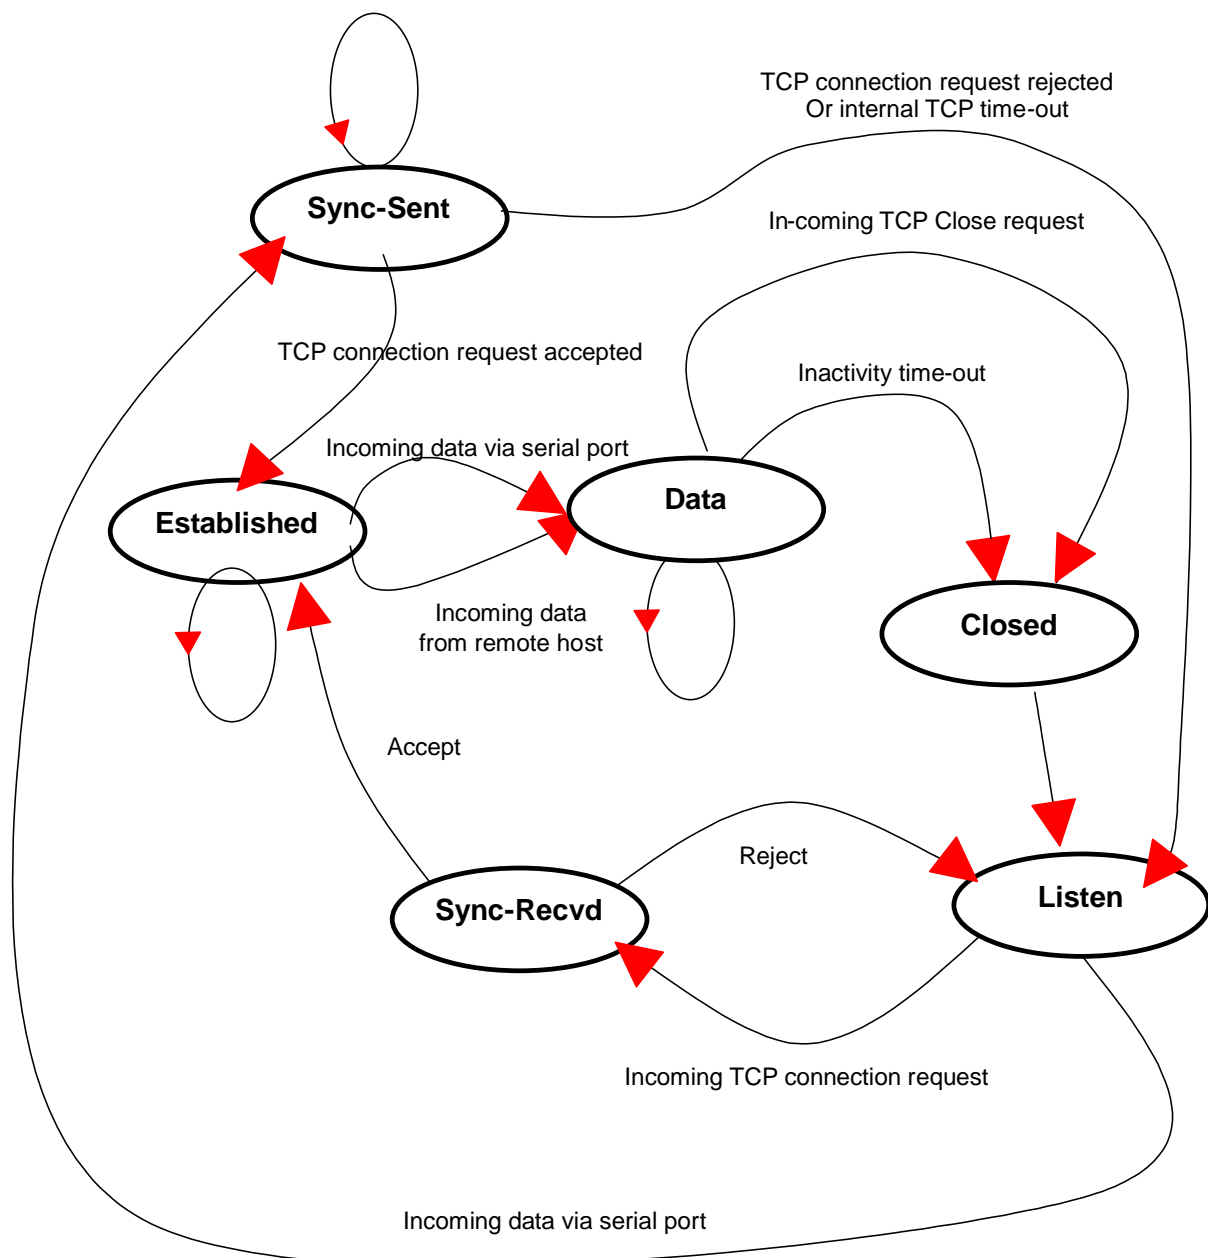 TCP connection request rejected
Or internal TCP time-out
Sync-Sent
In-coming TCP Close request
TCP connection request accepted
Inactivity time-out
Incoming data via serial port
Data
Established
Incoming data
from remote host
Closed
Accept
Reject
Sync-Recvd
Listen
Incoming TCP connection request
Incoming data via serial port